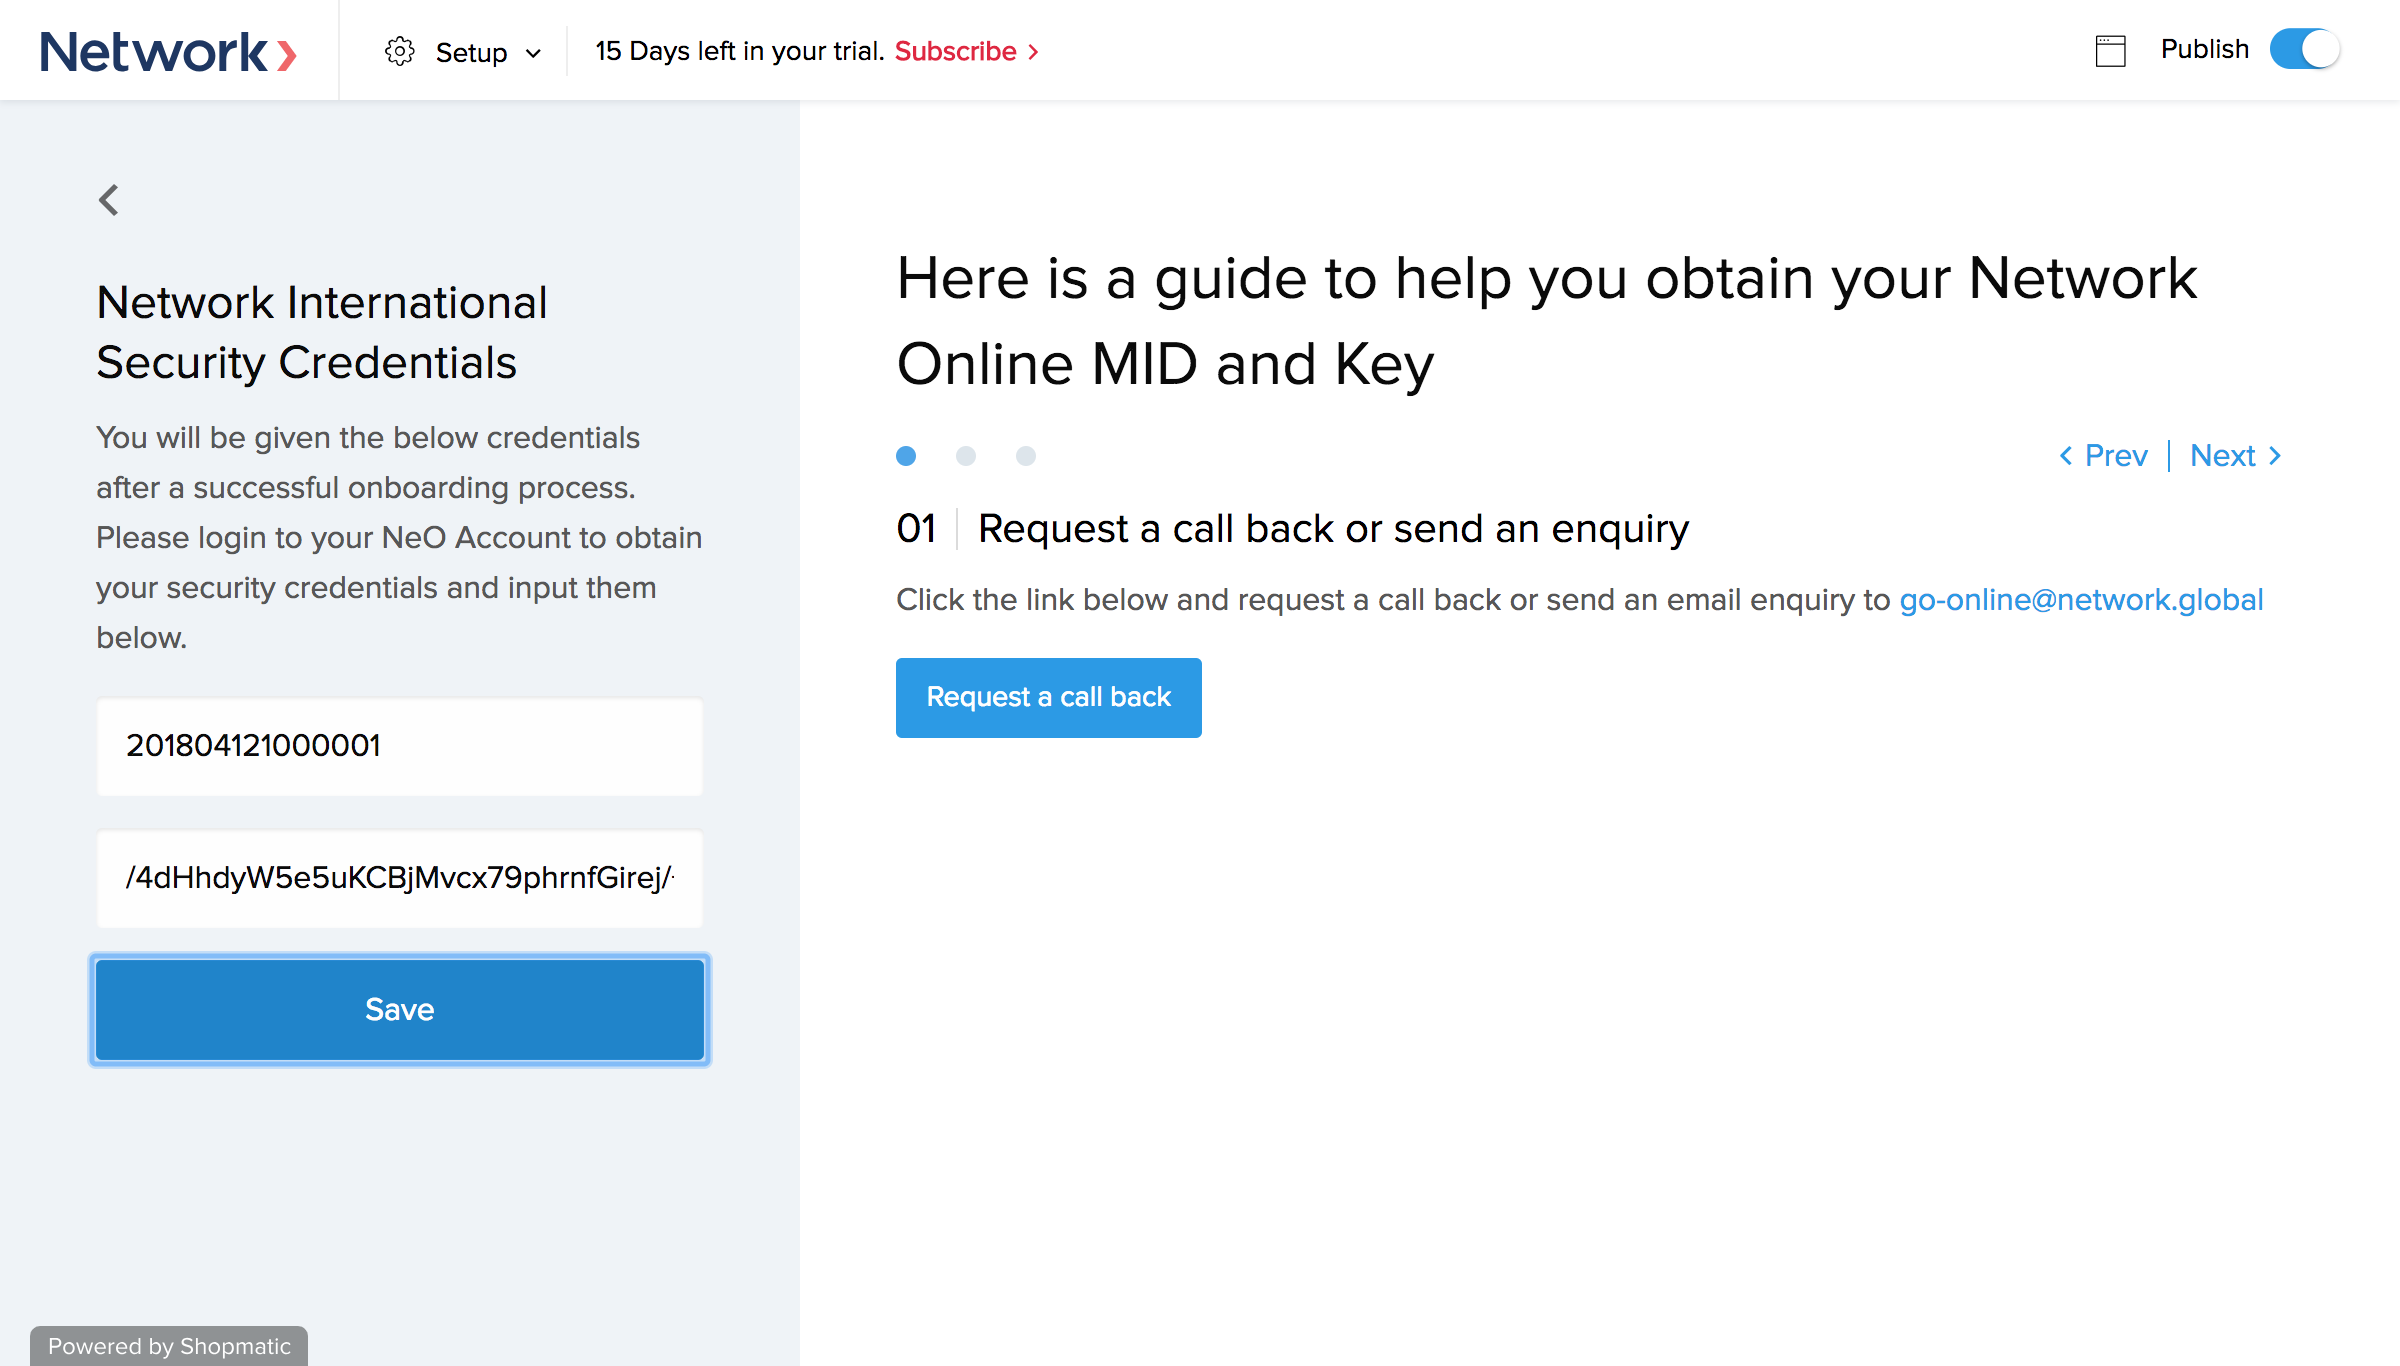 Network
Setup
15 Days left in your trial. Subscribe
Publish
Network International
Security Credentials
You will be given the below credentials
after a successful onboarding process.
Please login to your NeO Account to obtain
your security credentials and input them
below.
201804121000001
/4dHhdyW5e5uKCBjMvcx79phrnfGirej/
Save
Powered by Shopmatic
Here is a guide to help you obtain your Network
Online MID and Key
Prev | Next
01 | Request a call back or send an enquiry
Click the link below and request a call back or send an email enquiry to go-online@network.global
Request a call back